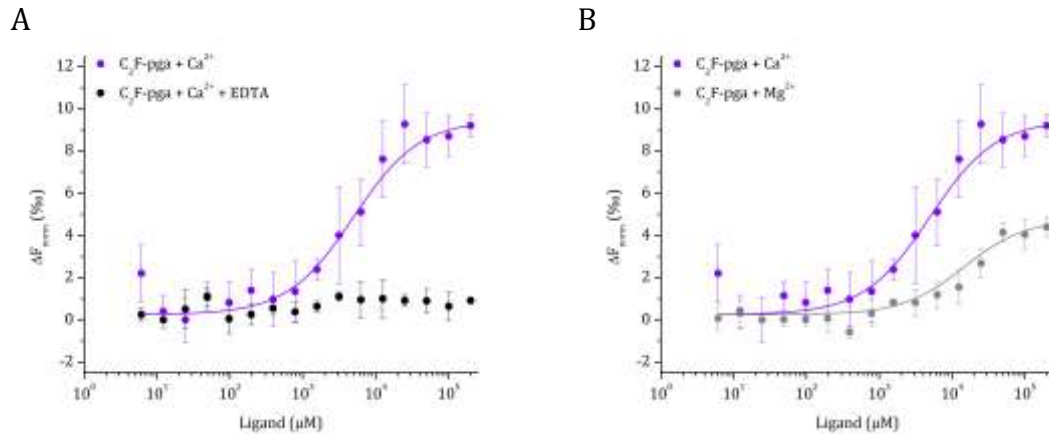 A
B
C₂F-pga + Ca²⁺
C₂F-pga + Ca²⁺ + EDTA
12
10
8
6
4
2
0
-2
ΔFnorm (‰)
10⁰ 10¹ 10² 10³ 10⁴ 10⁵
Ligand (µM)
C₂F-pga + Ca²⁺
C₂F-pga + Mg²⁺
12
10
8
6
4
2
0
-2
ΔFnorm (‰)
10⁰ 10¹ 10² 10³ 10⁴ 10⁵
Ligand (µM)